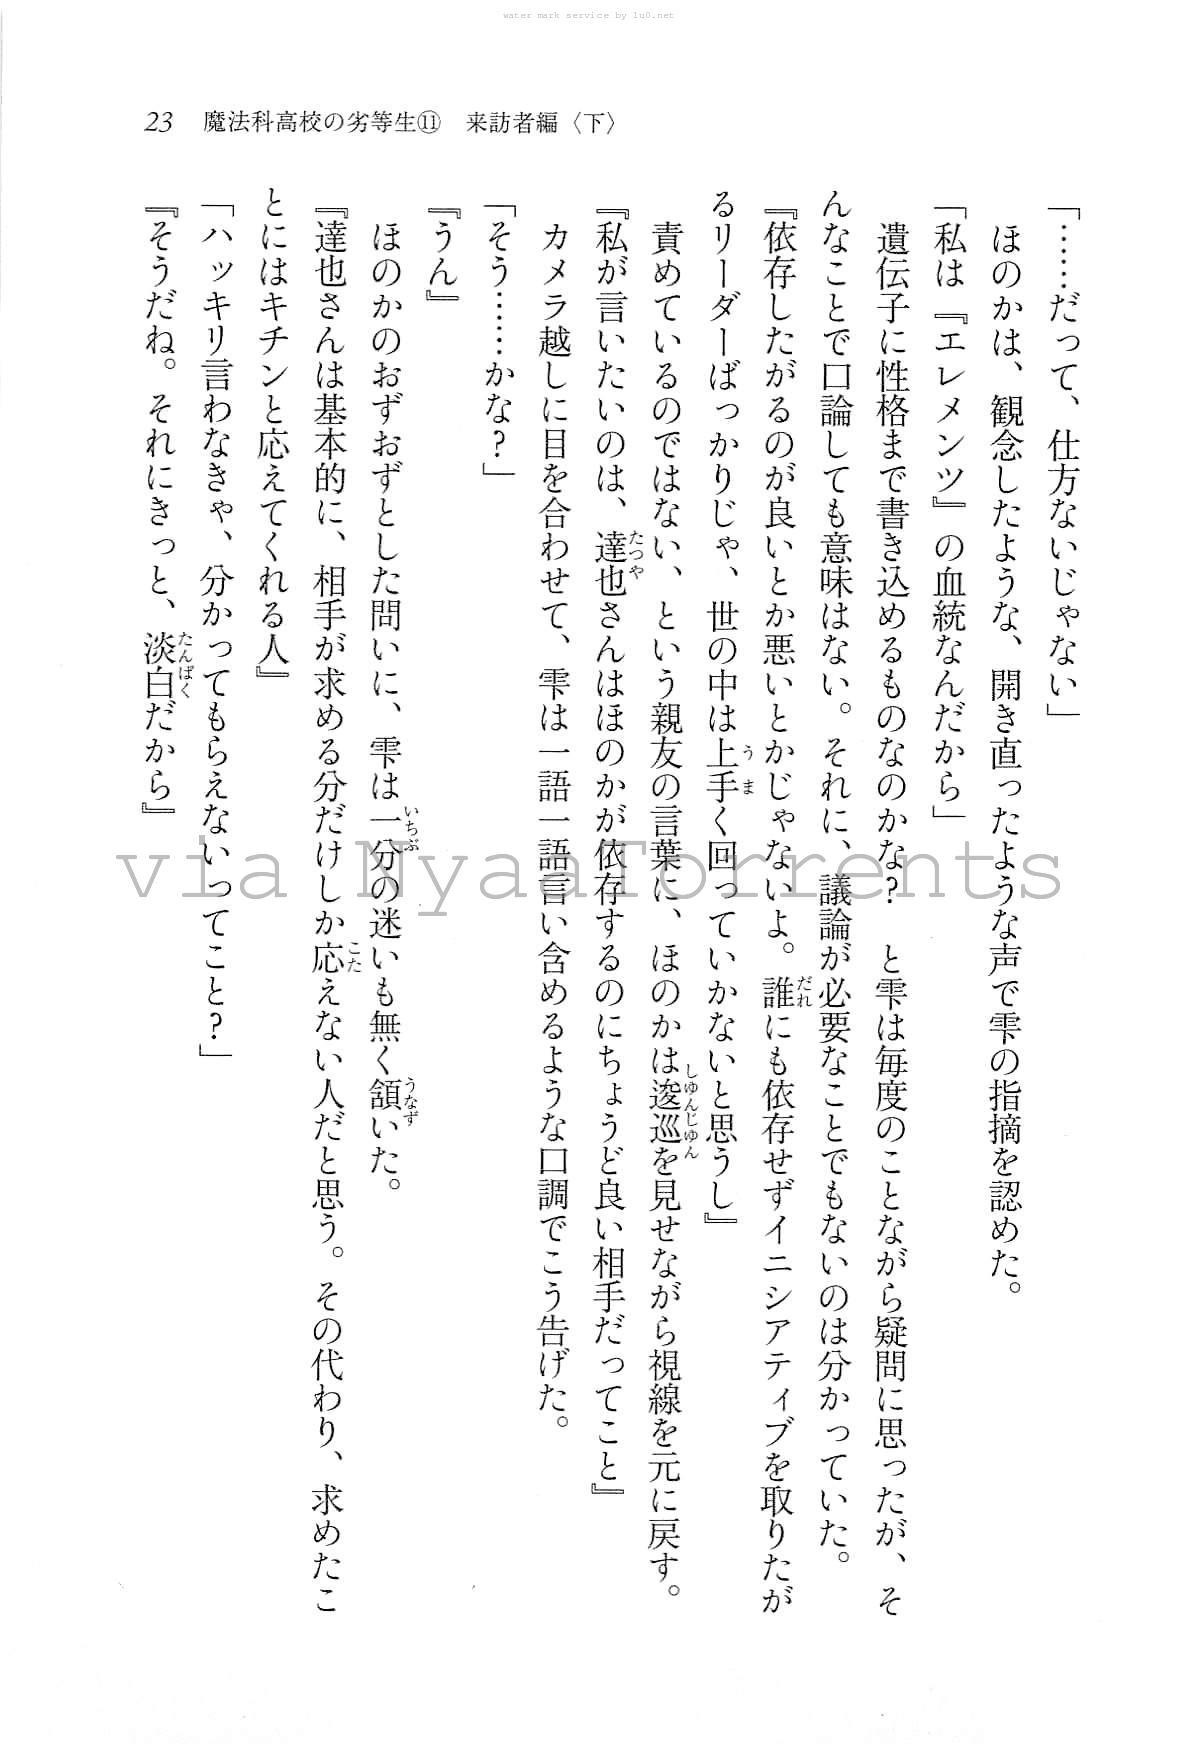 water mark service by lu0.net
23 魔法科高校の劣等生⑪ 来訪者編〈下〉
「……だって、仕方ないじゃない」
ほのかは、観念したような、開き直ったような声で雫の指摘を認めた。
「私は『エレメンツ』の血統なんだから」
遺伝子に性格まで書き込めるものなのかな？ と雫は毎度のことながら疑問に思ったが、そ
んなことで口論しても意味はない。それに、議論が必要なことでもないのは分かっていた。
『依存したがるのが良いとか悪いとかじゃないよ。誰にも依存せずイニシアティブを取りたが
るリーダーばっかりじゃ、世の中は上手く回っていかないと思うし』
責めているのではない、という親友の言葉に、ほのかは逡巡を見せながら視線を元に戻す。
『私が言いたいのは、達也さんはほのかが依存するのにちょうど良い相手だってこと』
カメラ越しに目を合わせて、雫は一語一語言い含めるような口調でこう告げた。
「そう……かな？」
『うん』
ほのかのおずおずとした問いに、雫は一分の迷いも無く頷いた。
『達也さんは基本的に、相手が求める分だけしか応えない人だと思う。その代わり、求めたこ
とにはキチンと応えてくれる人』
「ハッキリ言わなきゃ、分かってもらえないってこと？」
『そうだね。それにきっと、淡白だから』
via NyaaTorrents